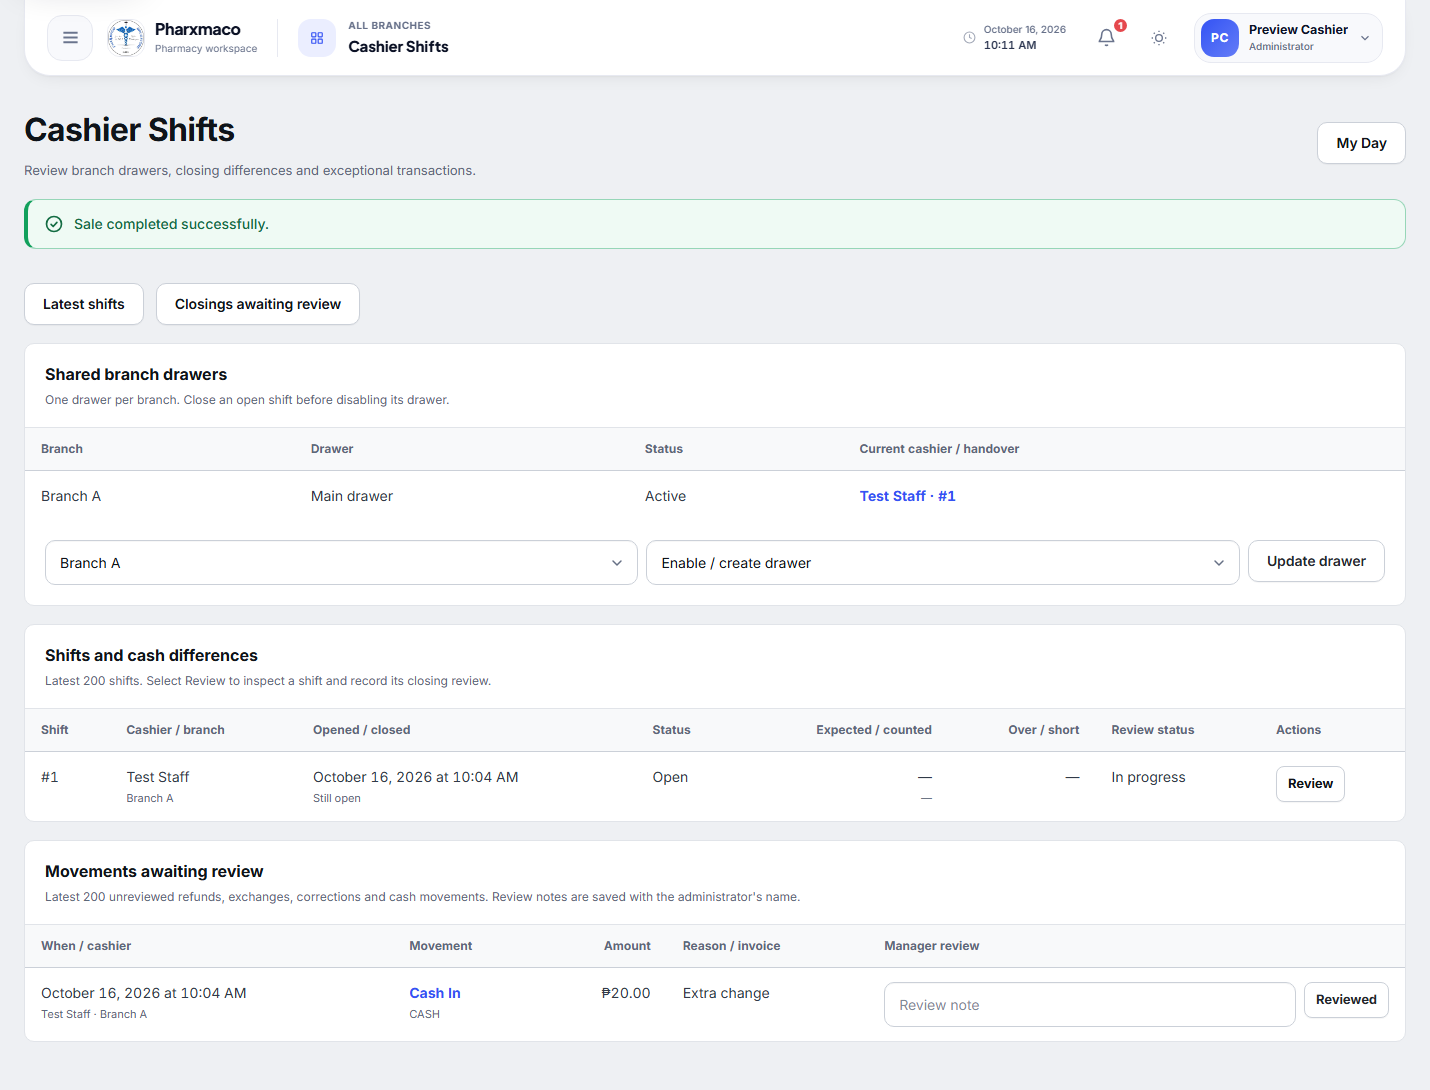 Pharxmaco
Pharmacy workspace
ALL BRANCHES
Cashier Shifts
October 16, 2026
10:11 AM
1
PC
Preview Cashier
Administrator
Cashier Shifts
Review branch drawers, closing differences and exceptional transactions.
My Day
Sale completed successfully.
Latest shifts
Closings awaiting review
Shared branch drawers
One drawer per branch. Close an open shift before disabling its drawer.
Branch Drawer Status Current cashier / handover
Branch A Main drawer Active Test Staff · #1
Branch A
Enable / create drawer
Update drawer
Shifts and cash differences
Latest 200 shifts. Select Review to inspect a shift and record its closing review.
Shift Cashier / branch Opened / closed Status Expected / counted Over / short Review status Actions
#1 Test Staff October 16, 2026 at 10:04 AM Open — — In progress Review
Branch A Still open —
Movements awaiting review
Latest 200 unreviewed refunds, exchanges, corrections and cash movements. Review notes are saved with the administrator's name.
When / cashier Movement Amount Reason / invoice Manager review
October 16, 2026 at 10:04 AM Cash In ₱20.00 Extra change Review note Reviewed
Test Staff · Branch A CASH